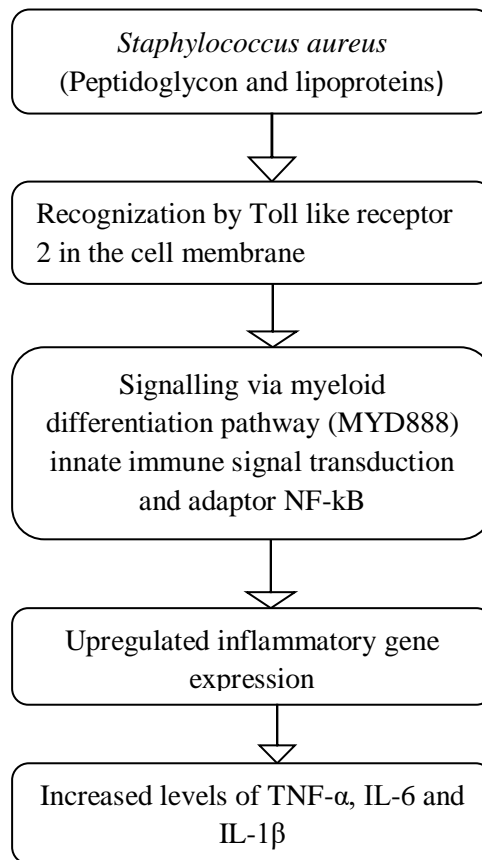 Staphylococcus aureus
(Peptidoglycon and lipoproteins)
Recognization by Toll like receptor
2 in the cell membrane
Signalling via myeloid
differentiation pathway (MYD888)
innate immune signal transduction
and adaptor NF-kB
Upregulated inflammatory gene
expression
Increased levels of TNF-α, IL-6 and
IL-1β